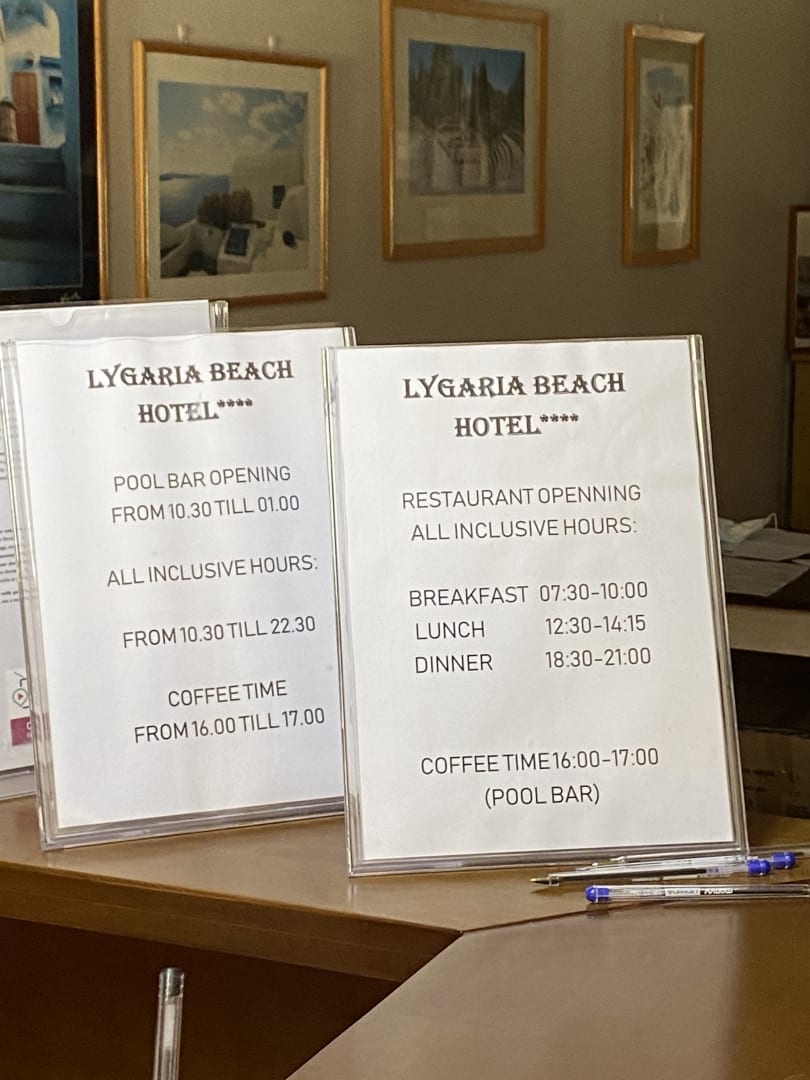 LYGARIA BEACH
HOTEL****
POOL BAR OPENING
FROM 10.30 TILL 01.00
ALL INCLUSIVE HOURS:
FROM 10.30 TILL 22.30
COFFEE TIME
FROM 16.00 TILL 17.00
LYGARIA BEACH
HOTEL****
RESTAURANT OPENNING
ALL INCLUSIVE HOURS:
BREAKFAST 07:30-10:00
LUNCH 12:30-14:15
DINNER 18:30-21:00
COFFEE TIME 16:00-17:00
(POOL BAR)